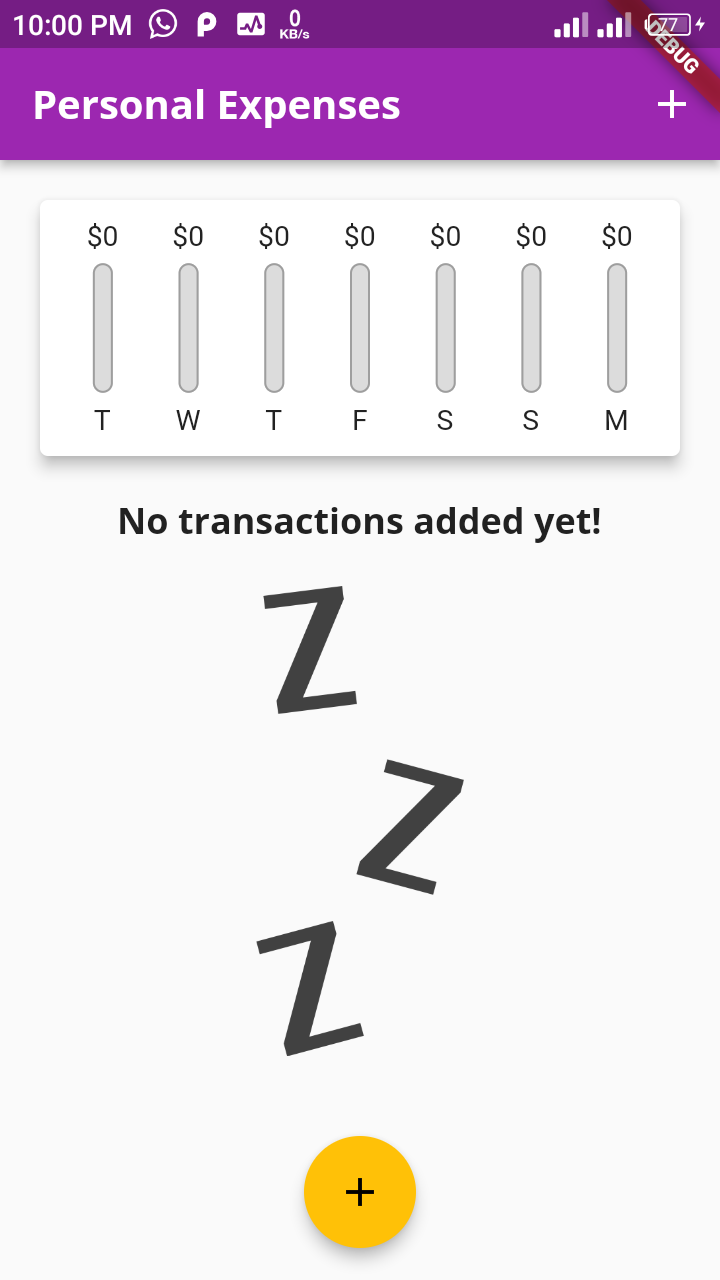 10:00 PM 0 KB/s 77
DEBUG
Personal Expenses +
$0 $0 $0 $0 $0 $0 $0
T W T F S S M
No transactions added yet!
Z
Z
Z
+